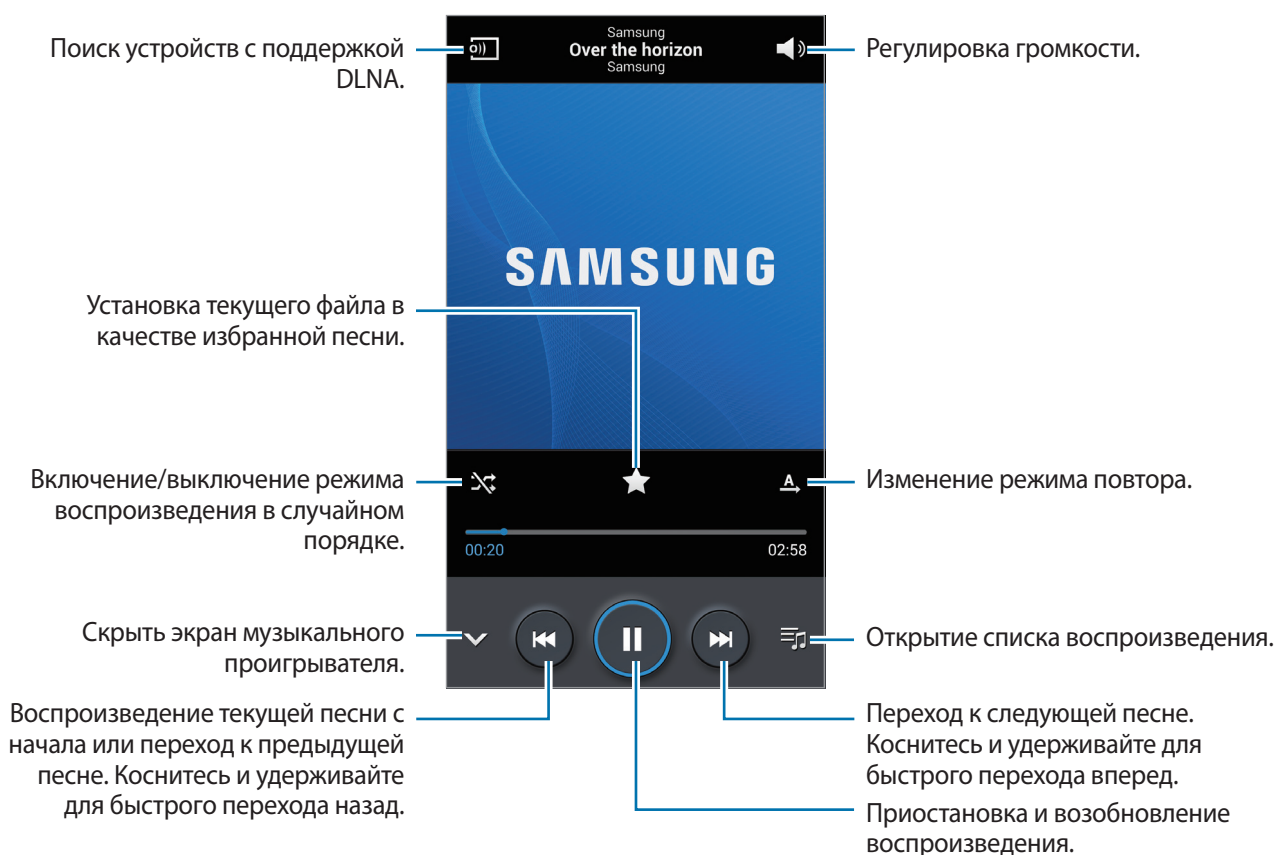 Поиск устройств с поддержкой
DLNA.
Samsung
Over the horizon
Samsung
Регулировка громкости.
SAMSUNG
Установка текущего файла в
качестве избранной песни.
Включение/выключение режима
воспроизведения в случайном
порядке.
A
Изменение режима повтора.
00:20
02:58
Скрыть экран музыкального
проигрывателя.
Открытие списка воспроизведения.
Воспроизведение текущей песни с
начала или переход к предыдущей
песне. Коснитесь и удерживайте
для быстрого перехода назад.
Переход к следующей песне.
Коснитесь и удерживайте для
быстрого перехода вперед.
Приостановка и возобновление
воспроизведения.